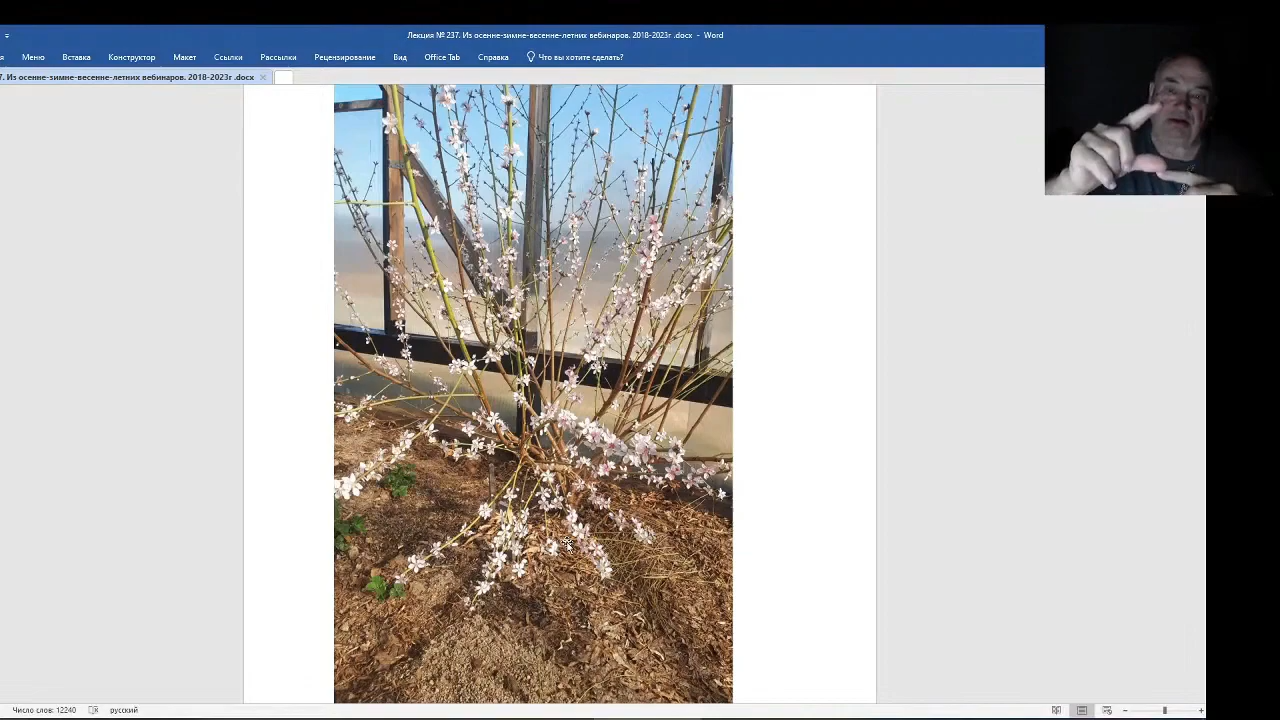 Лекция № 237. Из осенне-зимне-весенне-летних вебинаров. 2018-2023г .docx - Word
Меню Вставка Конструктор Макет Ссылки Рассылки Рецензирование Вид Office Tab Справка Что вы хотите сделать?
7. Из осенне-зимне-весенне-летних вебинаров. 2018-2023г .docx
Число слов: 12240 русский